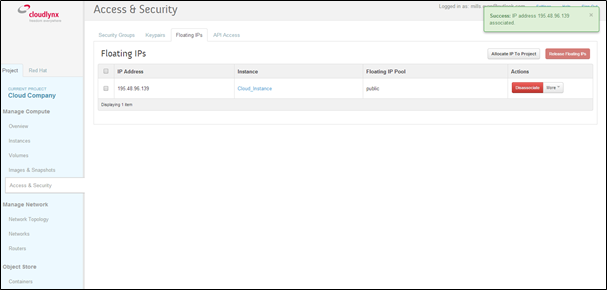 cloudlynx
Access & Security
Logged in as:
Success: IP address 195.48.96.139
associated.
Security Groups Keypairs Floating IPs API Access
Floating IPs
Allocate IP To Project Release Floating IPs
IP Address Instance Floating IP Pool Actions
195.48.96.139 Cloud_Instance public Disassociate More
Displaying 1 item
Project Red Hat
CURRENT PROJECT
Cloud Company
Manage Compute
Overview
Instances
Volumes
Images & Snapshots
Access & Security
Manage Network
Network Topology
Networks
Routers
Object Store
Containers